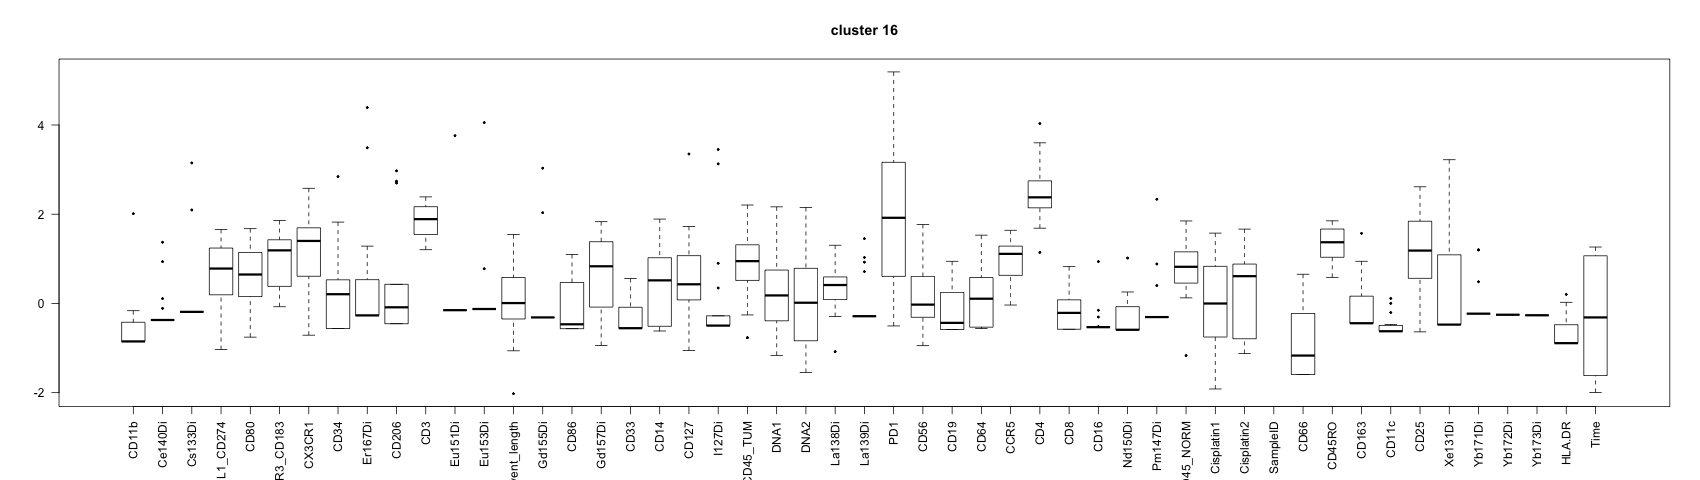 cluster 16
4
2
0
-2
CD11b
Ce140Di
Cs133Di
L1_CD274
CD80
R3_CD183
CX3CR1
CD34
Er167Di
CD206
CD3
Eu151Di
Eu153Di
vent_length
Gd155Di
CD86
Gd157Di
CD33
CD14
CD127
I127Di
CD45_TUM
DNA1
DNA2
La138Di
La139Di
PD1
CD56
CD19
CD64
CCR5
CD4
CD8
CD16
Nd150Di
Pm147Di
D45_NORM
Cisplatin1
Cisplatin2
SampleID
CD66
CD45RO
CD163
CD11c
CD25
Xe131Di
Yb171Di
Yb172Di
Yb173Di
HLA.DR
Time